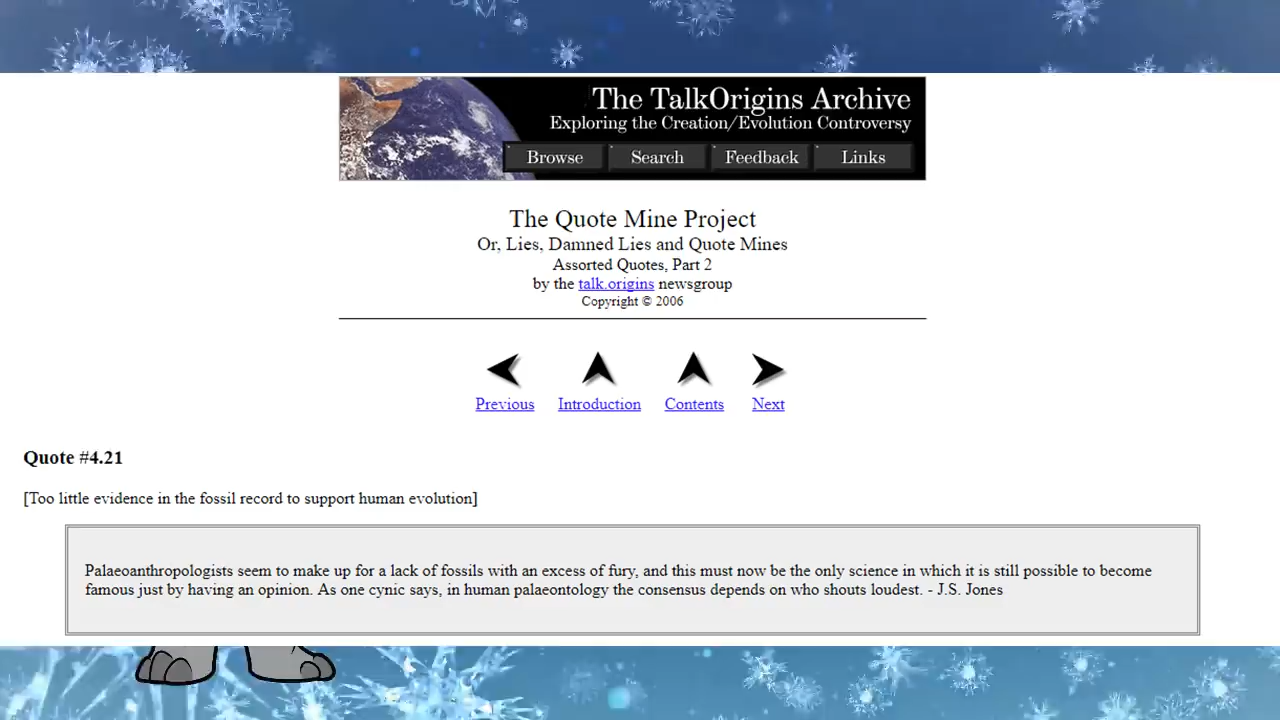 The TalkOrigins Archive
Exploring the Creation/Evolution Controversy
Browse Search Feedback Links
The Quote Mine Project
Or, Lies, Damned Lies and Quote Mines
Assorted Quotes, Part 2
by the talk.origins newsgroup
Copyright © 2006
Previous Introduction Contents Next
Quote #4.21
[Too little evidence in the fossil record to support human evolution]
Palaeoanthropologists seem to make up for a lack of fossils with an excess of fury, and this must now be the only science in which it is still possible to become
famous just by having an opinion. As one cynic says, in human palaeontology the consensus depends on who shouts loudest. - J.S. Jones